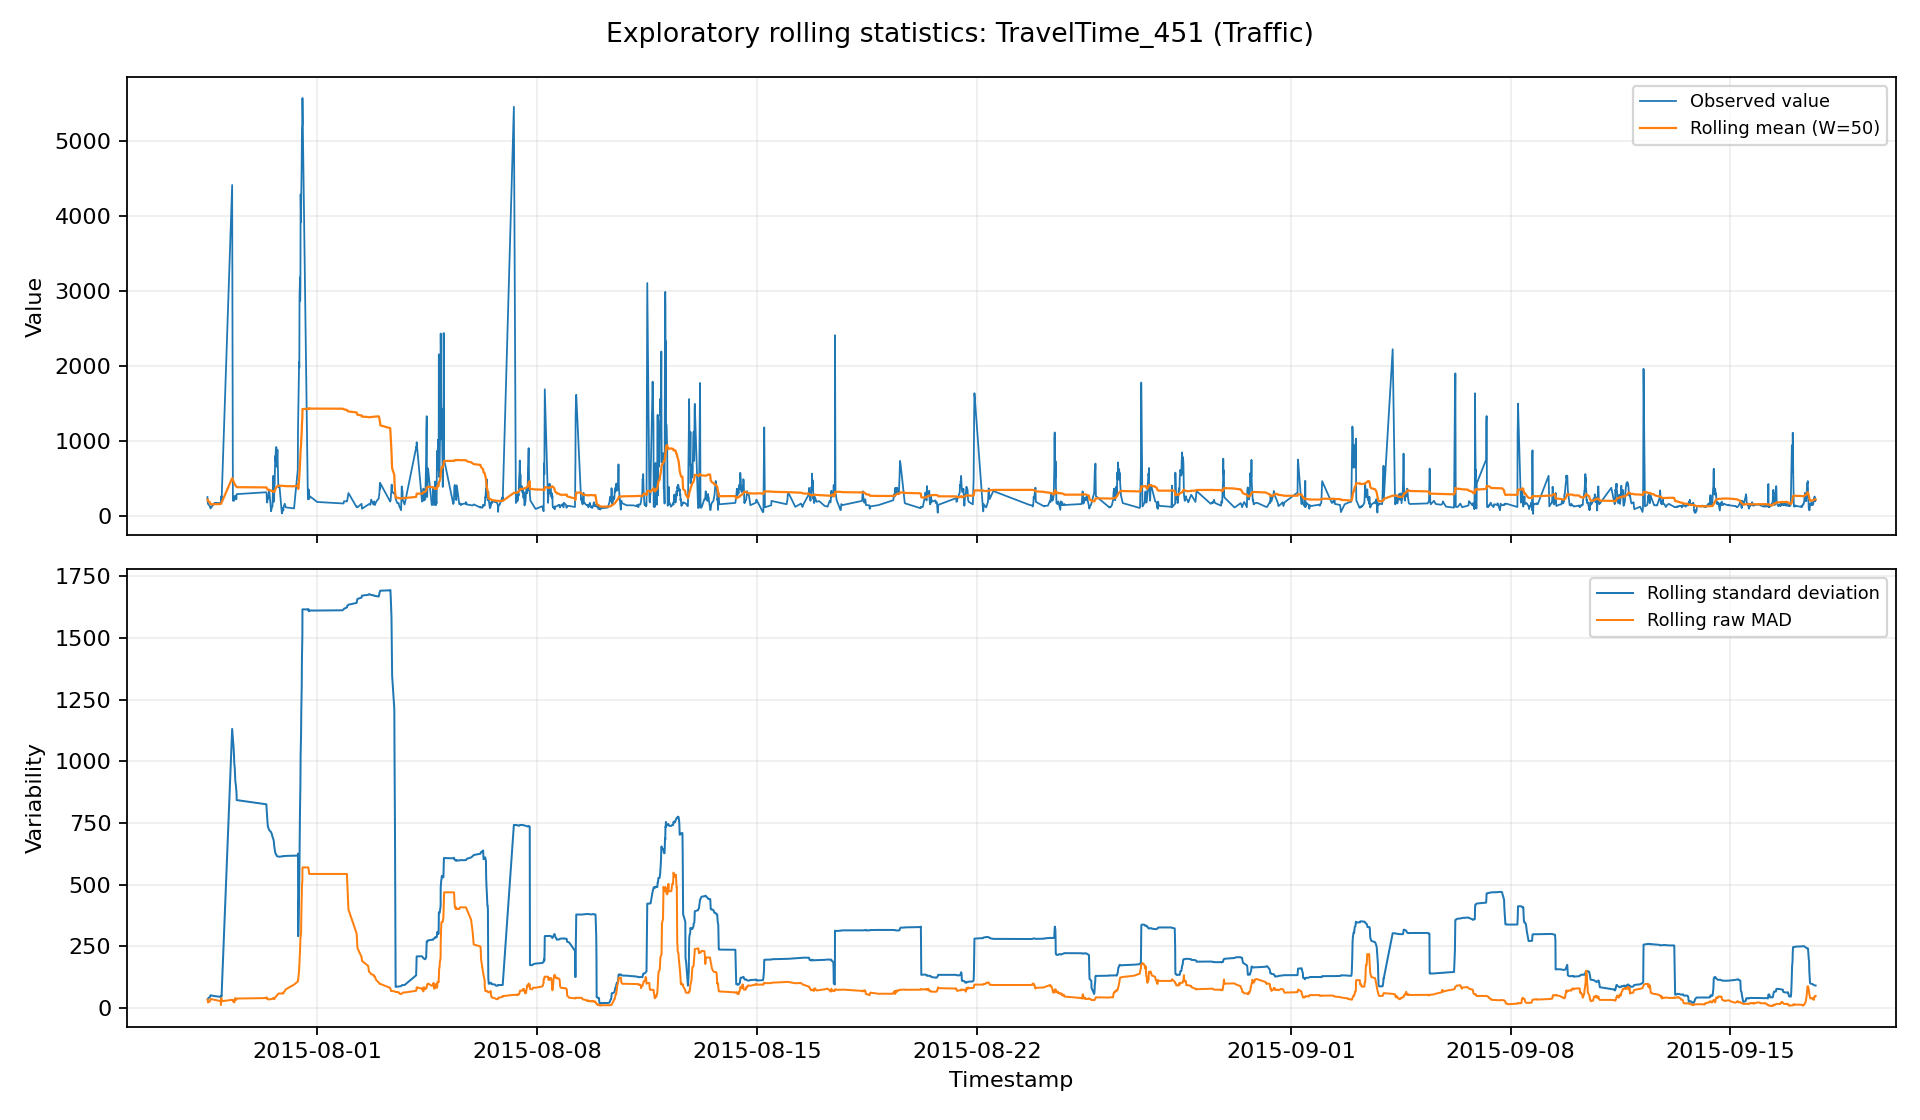 Exploratory rolling statistics: TravelTime_451 (Traffic)
Observed value
Rolling mean (W=50)
5000
4000
3000
2000
1000
0
Value
Rolling standard deviation
Rolling raw MAD
1750
1500
1250
1000
750
500
250
0
Variability
2015-08-01
2015-08-08
2015-08-15
2015-08-22
2015-09-01
2015-09-08
2015-09-15
Timestamp